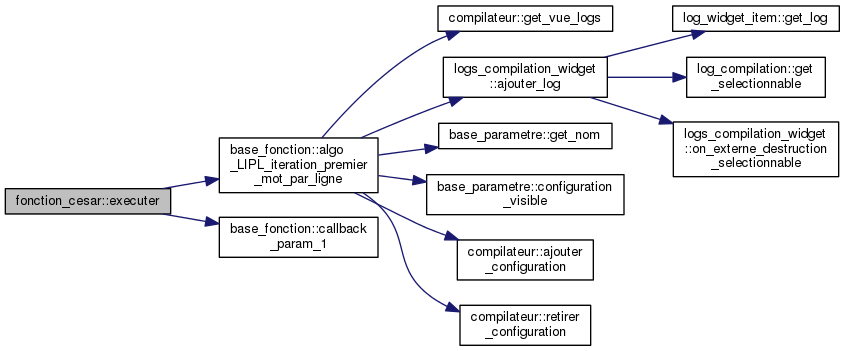 fonction_cesar::executer
base_fonction::algo
_LIPL_iteration_premier
_mot_par_ligne
base_fonction::callback
_param_1
compilateur::get_vue_logs
logs_compilation_widget
::ajouter_log
base_parametre::get_nom
base_parametre::configuration
_visible
compilateur::ajouter
_configuration
compilateur::retirer
_configuration
log_widget_item::get_log
log_compilation::get
_selectionnable
logs_compilation_widget
::on_externe_destruction
_selectionnable